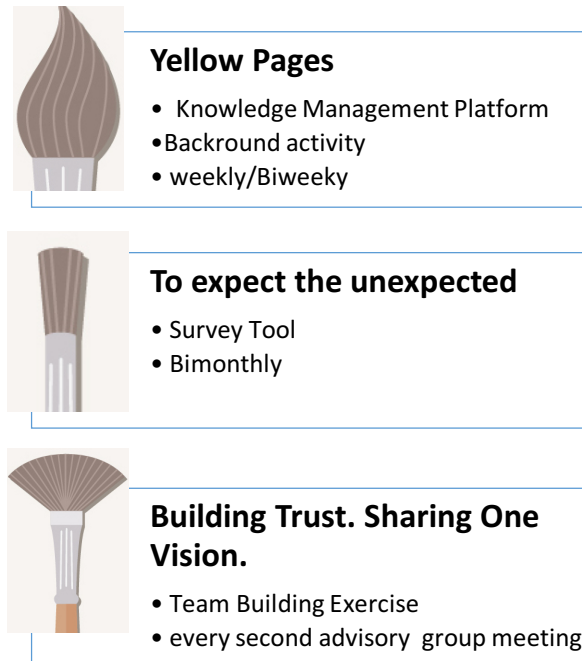 Yellow Pages
• Knowledge Management Platform
•Backround activity
• weekly/Biweeky
To expect the unexpected
• Survey Tool
• Bimonthly
Building Trust. Sharing One
Vision.
• Team Building Exercise
• every second advisory group meeting